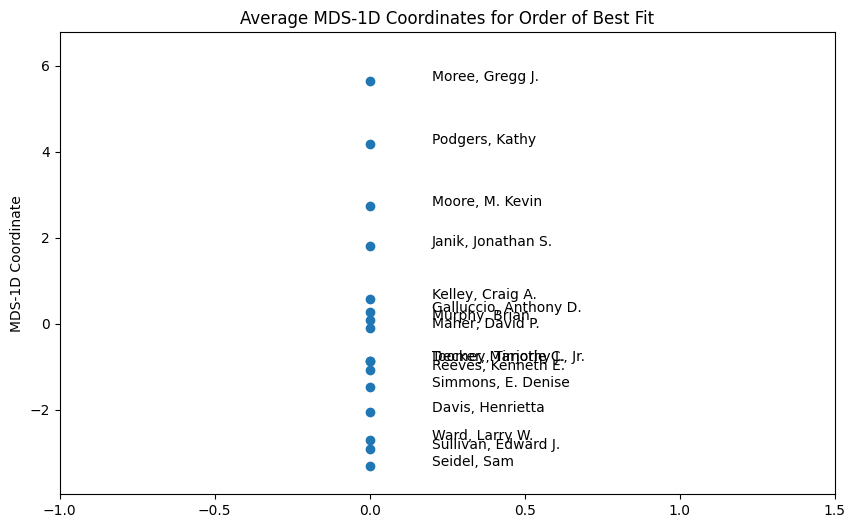 Average MDS-1D Coordinates for Order of Best Fit
MDS-1D Coordinate
6
4
2
0
−2
Moree, Gregg J.
Podgers, Kathy
Moore, M. Kevin
Janik, Jonathan S.
Kelley, Craig A.
Galluccio, Anthony D.
Murphy, Brian
Maher, David P.
Reeves, Kenneth E.
Simmons, E. Denise
Davis, Henrietta
Ward, Larry W.
Sullivan, Edward J.
Seidel, Sam
−1.0
−0.5
0.0
0.5
1.0
1.5